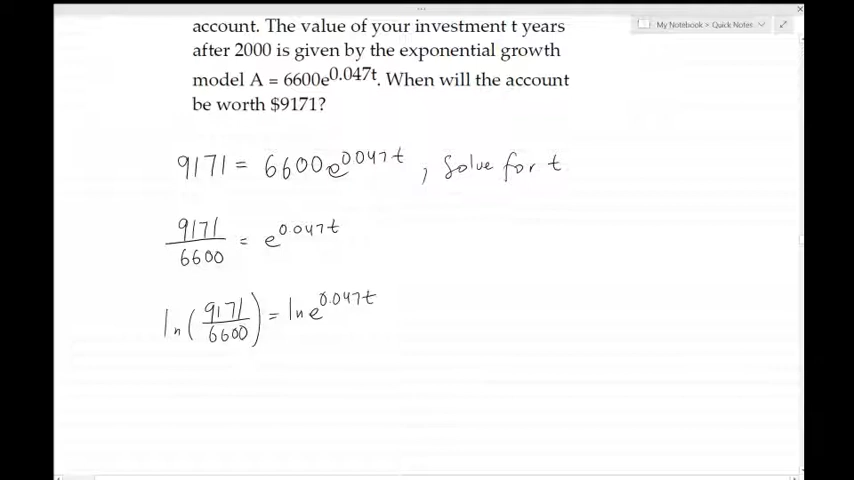 account. The value of your investment t years
My Notebook > Quick Notes
after 2000 is given by the exponential growth
model A = 6600e0.047t. When will the account
be worth $9171?
9171 = 6600e^0.047t , Solve for t
9171/6600 = e^0.047t
ln(9171/6600) = ln e^0.047t